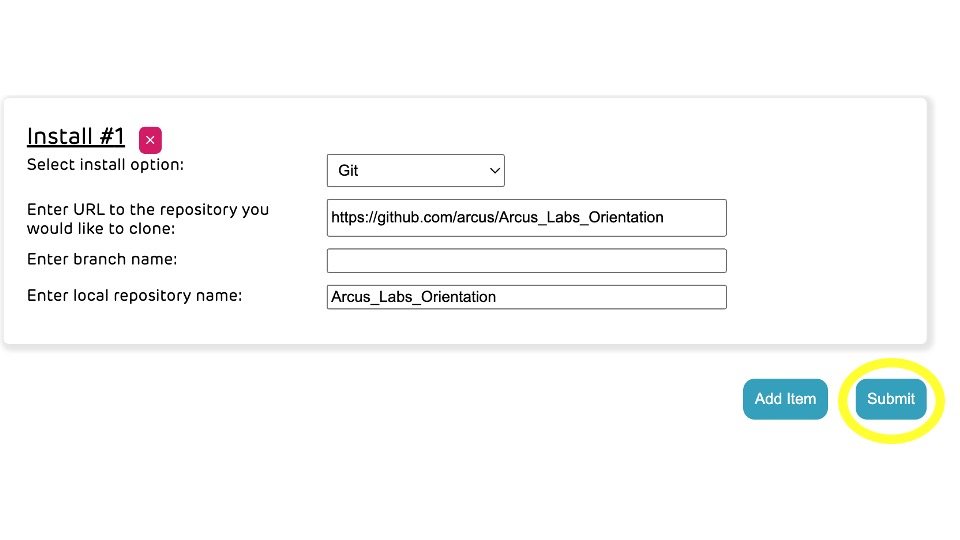 Install #1 ×
Select install option:
Git
Enter URL to the repository you
would like to clone:
https://github.com/arcus/Arcus_Labs_Orientation
Enter branch name:
Enter local repository name:
Arcus_Labs_Orientation
Add Item
Submit